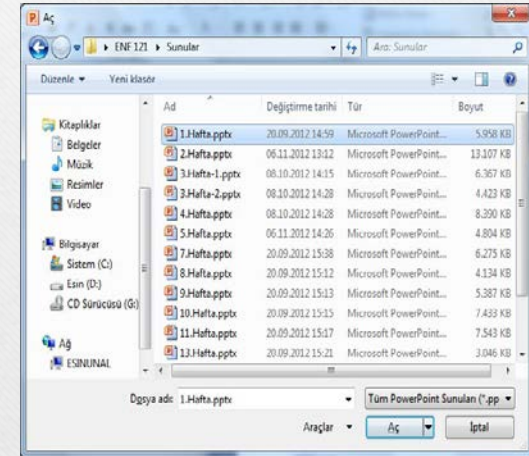 Aç
ENF 121 ▸ Sunular
Ara: Sunular
Düzenle Yeni klasör
Ad Değiştirme tarihi Tür Boyut
Kitaplıklar
Belgeler
Müzik
Resimler
Video
Bilgisayar
Sistem (C:)
Esin (D:)
CD Sürücüsü (G:)
Ağ
ESINUNAL
1.Hafta.pptx 20.09.2012 14:59 Microsoft PowerPoint... 5.958 KB
2.Hafta.pptx 06.11.2012 13:12 Microsoft PowerPoint... 13.107 KB
3.Hafta-1.pptx 08.10.2012 14:15 Microsoft PowerPoint... 6.367 KB
3.Hafta-2.pptx 08.10.2012 14:28 Microsoft PowerPoint... 4.423 KB
4.Hafta.pptx 08.10.2012 14:28 Microsoft PowerPoint... 8.390 KB
5.Hafta.pptx 06.11.2012 14:26 Microsoft PowerPoint... 4.804 KB
7.Hafta.pptx 20.09.2012 15:38 Microsoft PowerPoint... 6.275 KB
8.Hafta.pptx 20.09.2012 15:12 Microsoft PowerPoint... 4.134 KB
9.Hafta.pptx 20.09.2012 15:13 Microsoft PowerPoint... 5.387 KB
10.Hafta.pptx 20.09.2012 15:15 Microsoft PowerPoint... 7.433 KB
11.Hafta.pptx 20.09.2012 15:17 Microsoft PowerPoint... 7.543 KB
13.Hafta.pptx 20.09.2012 15:21 Microsoft PowerPoint... 3.046 KB
Dosya adı: 1.Hafta.pptx
Tüm PowerPoint Sunuları (*.pp
Araçlar Aç İptal